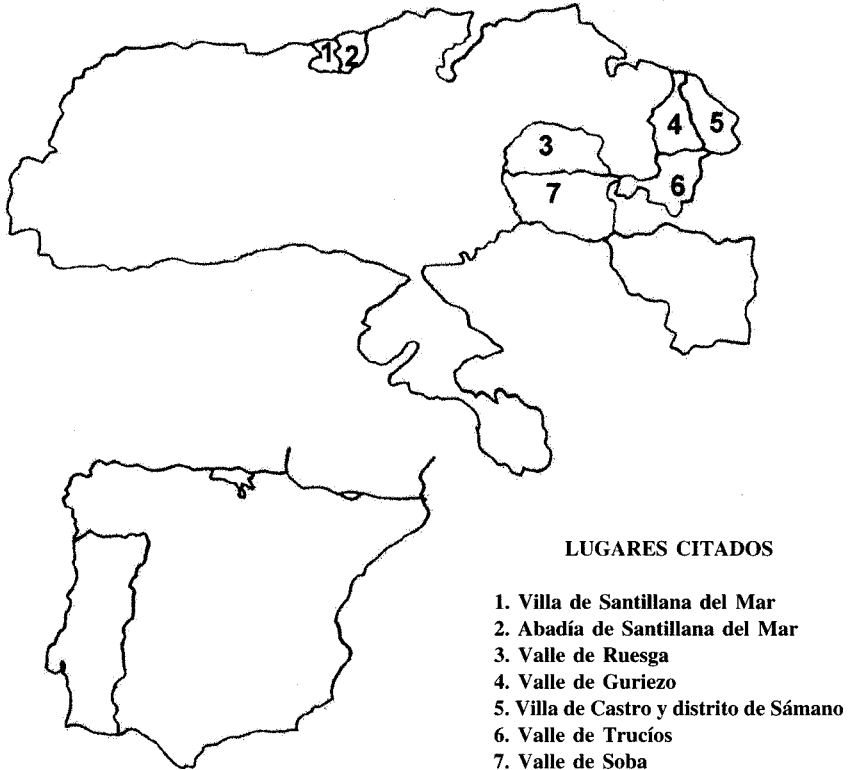 1 2
4 5
3
6
7
LUGARES CITADOS
1. Villa de Santillana del Mar
2. Abadía de Santillana del Mar
3. Valle de Ruesga
4. Valle de Guriezo
5. Villa de Castro y distrito de Sámano
6. Valle de Trucíos
7. Valle de Soba